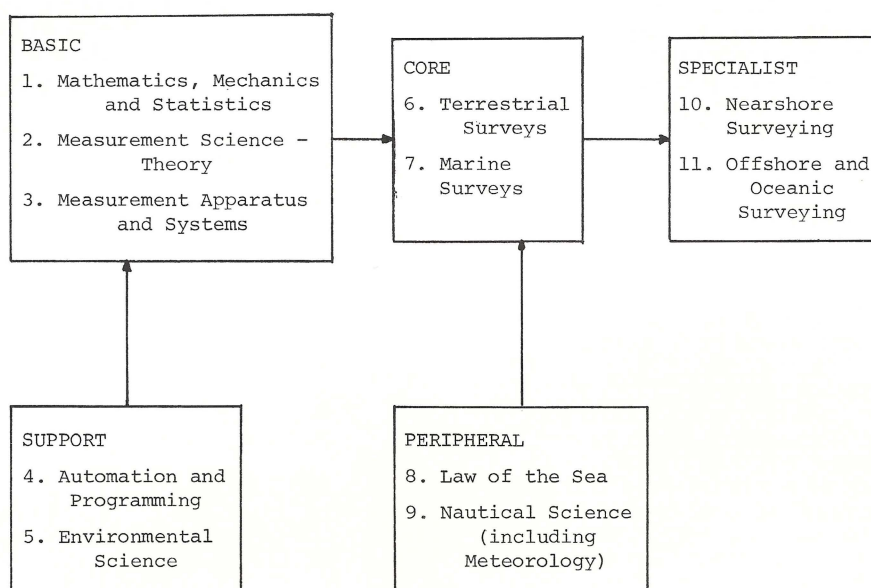 BASIC
1. Mathematics, Mechanics
and Statistics
2. Measurement Science -
Theory
3. Measurement Apparatus
and Systems
CORE
6. Terrestrial
Surveys
7. Marine
Surveys
SPECIALIST
10. Nearshore
Surveying
11. Offshore and
Oceanic
Surveying
SUPPORT
4. Automation and
Programming
5. Environmental
Science
PERIPHERAL
8. Law of the Sea
9. Nautical Science
(including
Meteorology)